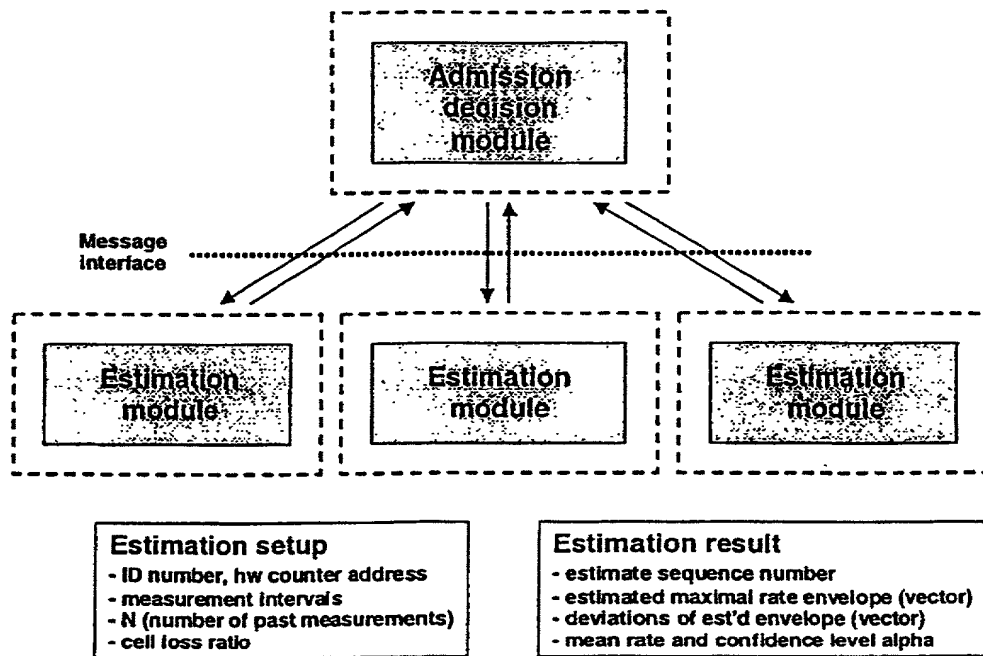 Admission
decision
module
Message
interface
Estimation
module
Estimation
module
Estimation
module
Estimation setup
- ID number, hw counter address
- measurement intervals
- N (number of past measurements)
- cell loss ratio
Estimation result
- estimate sequence number
- estimated maximal rate envelope (vector)
- deviations of est'd envelope (vector)
- mean rate and confidence level alpha